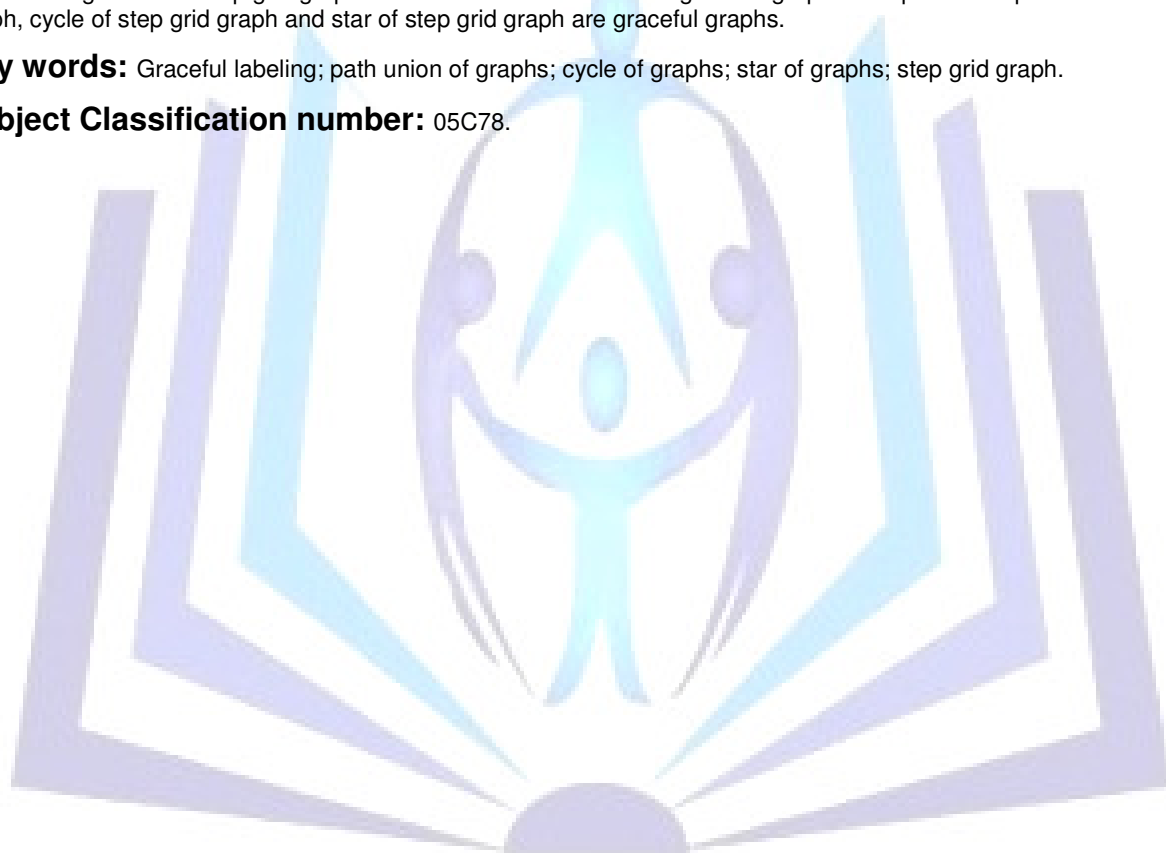 h, cycle of step grid graph and star of step grid graph are graceful graphs.
y words: Graceful labeling; path union of graphs; cycle of graphs; star of graphs; step grid graph.
bject Classification number: 05C78.